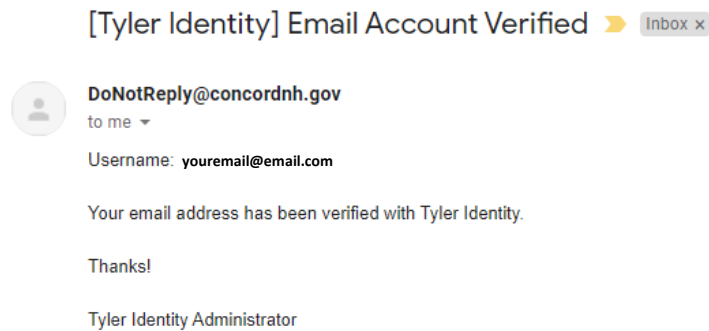 [Tyler Identity] Email Account Verified Inbox x
DoNotReply@concordnh.gov
to me
Username: youremail@email.com
Your email address has been verified with Tyler Identity.
Thanks!
Tyler Identity Administrator